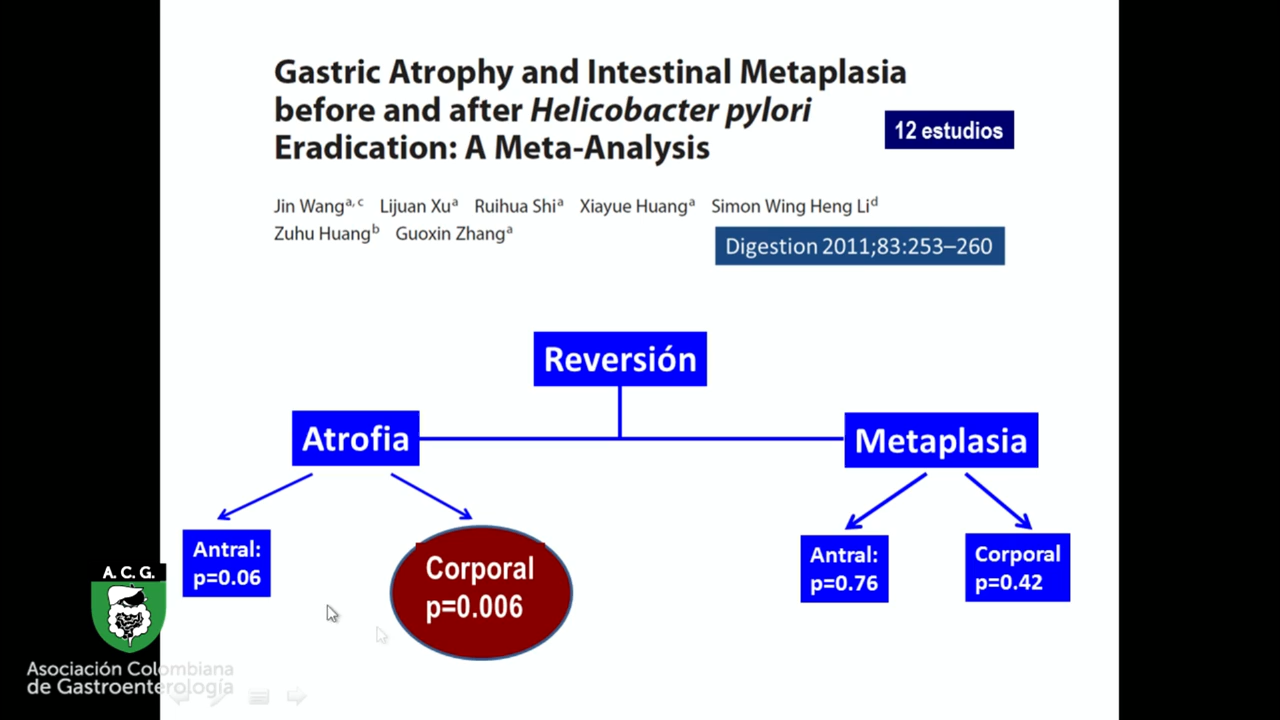 Gastric Atrophy and Intestinal Metaplasia
before and after Helicobacter pylori
Eradication: A Meta-Analysis
12 estudios
Jin Wangᵃ,ᶜ Lijuan Xuᵃ Ruihua Shiᵃ Xiayue Huangᵃ Simon Wing Heng Liᵈ
Zuhu Huangᵇ Guoxin Zhangᵃ
Digestion 2011;83:253–260
Reversión
Atrofia
Metaplasia
Antral:
p=0.06
Corporal
p=0.006
Antral:
p=0.76
Corporal
p=0.42
A. C. G.
Asociación Colombiana
de Gastroenterología